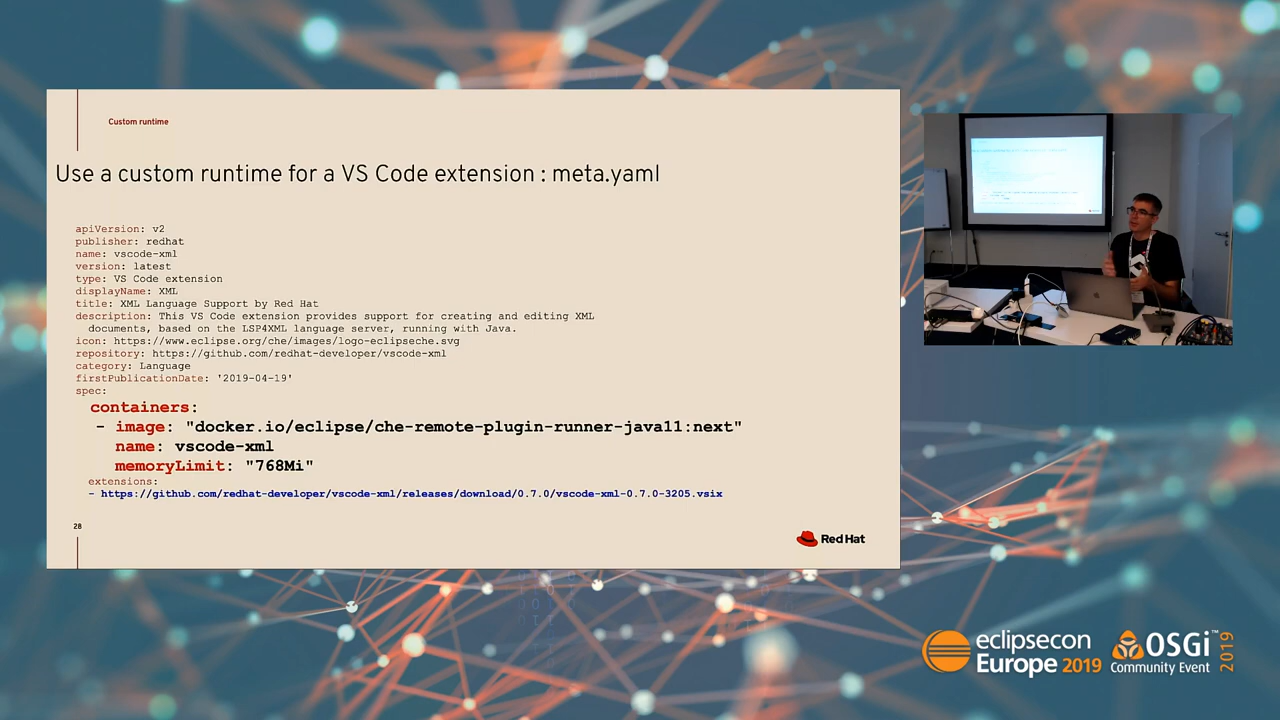 Custom runtime
Use a custom runtime for a VS Code extension : meta.yaml
apiVersion: v2
publisher: redhat
name: vscode-xml
version: latest
type: VS Code extension
displayName: XML
title: XML Language Support by Red Hat
description: This VS Code extension provides support for creating and editing XML
documents, based on the LSP4XML language server, running with Java.
icon: https://www.eclipse.org/che/images/logo-eclipseche.svg
repository: https://github.com/redhat-developer/vscode-xml
category: Language
firstPublicationDate: '2019-04-19'
spec:
containers:
- image: "docker.io/eclipse/che-remote-plugin-runner-java11:next"
name: vscode-xml
memoryLimit: "768Mi"
extensions:
- https://github.com/redhat-developer/vscode-xml/releases/download/0.7.0/vscode-xml-0.7.0-3205.vsix
28
Red Hat
eclipsecon
Europe 2019
OSGi™
Community Event
2019